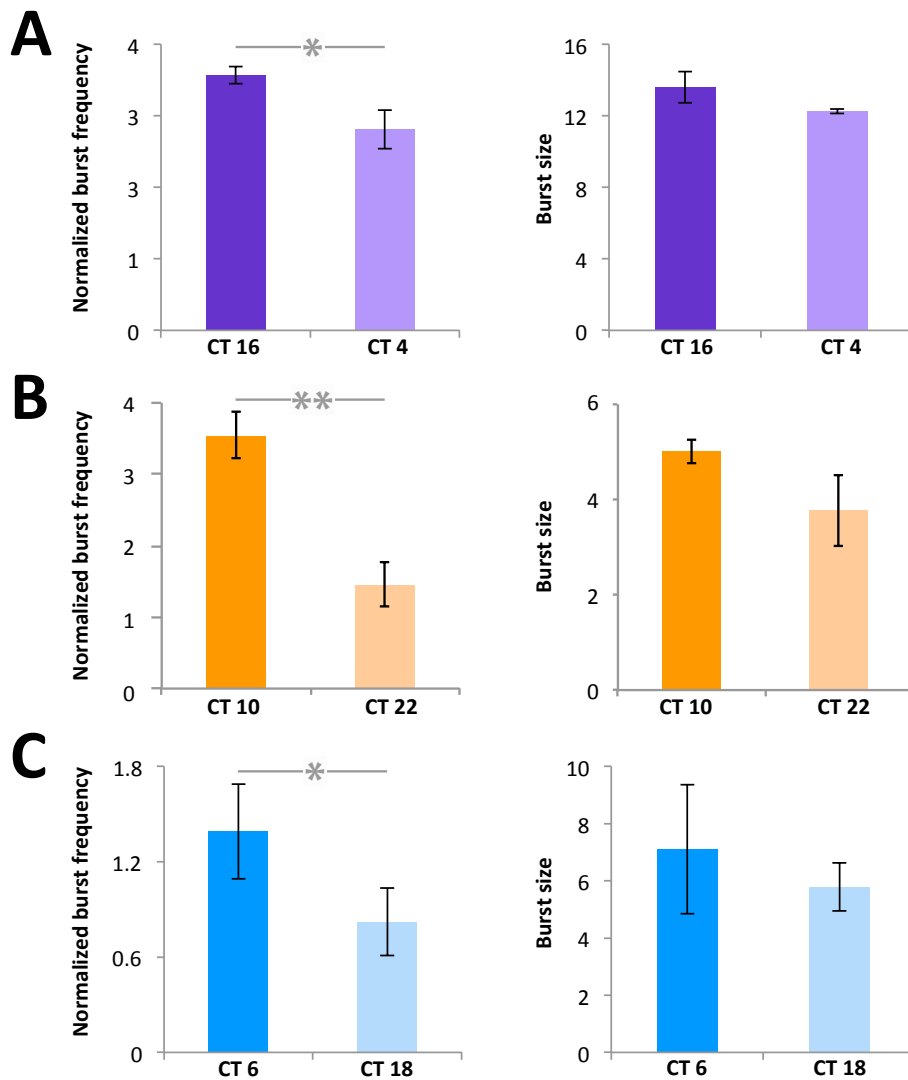 A
Normalized burst frequency
4
3
3
1
0
*
CT 16
CT 4
Burst size
16
12
8
4
0
CT 16
CT 4
B
Normalized burst frequency
4
3
2
1
0
**
CT 10
CT 22
Burst size
6
4
2
0
CT 10
CT 22
C
Normalized burst frequency
1.8
1.2
0.6
0
*
CT 6
CT 18
Burst size
10
8
6
4
2
0
CT 6
CT 18